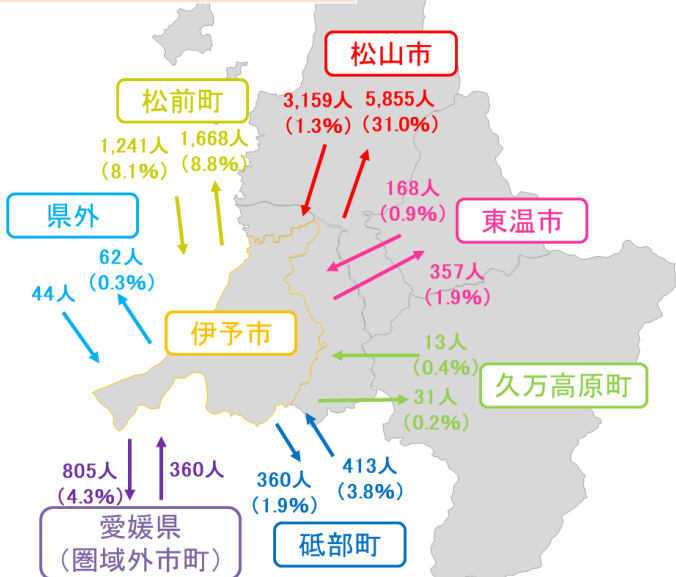 松山市
3,159人
(1.3%)
5,855人
(31.0%)
松前町
1,241人
(8.1%)
1,668人
(8.8%)
168人
(0.9%)
東温市
357人
(1.9%)
県外
62人
(0.3%)
44人
伊予市
13人
(0.4%)
久万高原町
31人
(0.2%)
805人
(4.3%)
360人
愛媛県
(圏域外市町)
360人
(1.9%)
413人
(3.8%)
砥部町